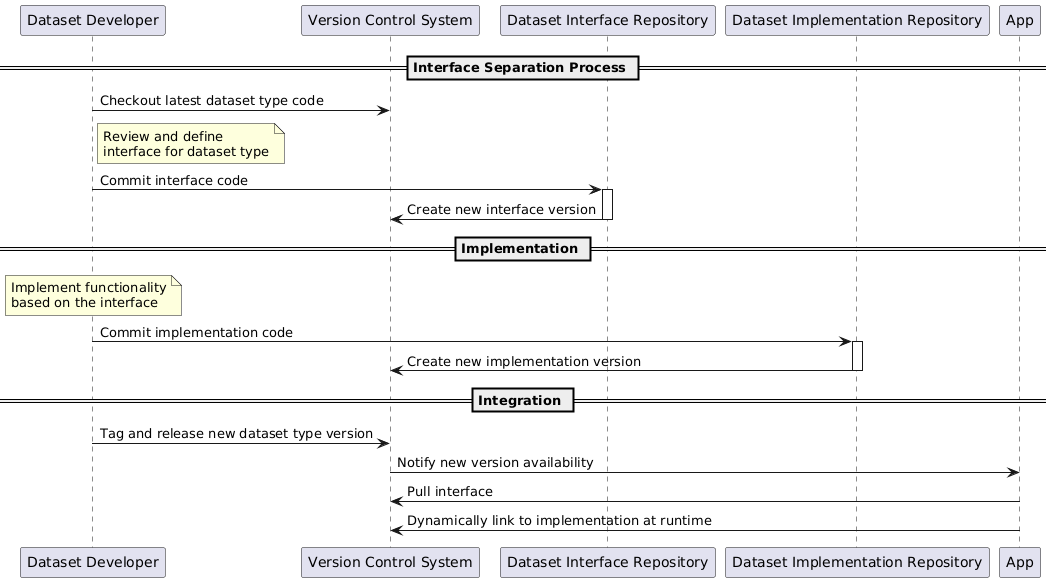 Dataset Developer
Version Control System
Dataset Interface Repository
Dataset Implementation Repository
App
Interface Separation Process
Checkout latest dataset type code
Review and define
interface for dataset type
Commit interface code
Create new interface version
Implementation
Implement functionality
based on the interface
Commit implementation code
Create new implementation version
Integration
Tag and release new dataset type version
Notify new version availability
Pull interface
Dynamically link to implementation at runtime
Dataset Developer
Version Control System
Dataset Interface Repository
Dataset Implementation Repository
App